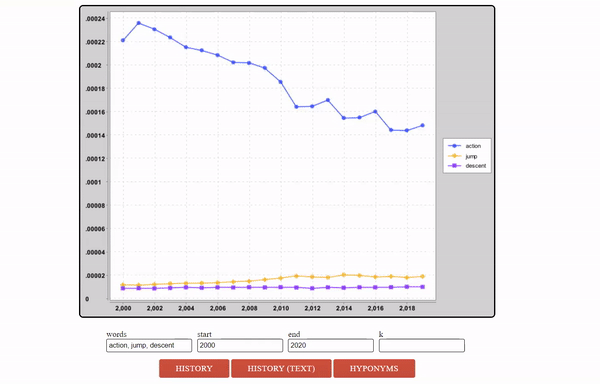 .00024
.00022
.0002
.00018
.00016
.00014
.00012
.0001
.00008
.00006
.00004
.00002
0
2,000 2,002 2,004 2,006 2,008 2,010 2,012 2,014 2,016 2,018
action
jump
descent
words start end k
action, jump, descent 2000 2020
HISTORY HISTORY (TEXT) HYPONYMS